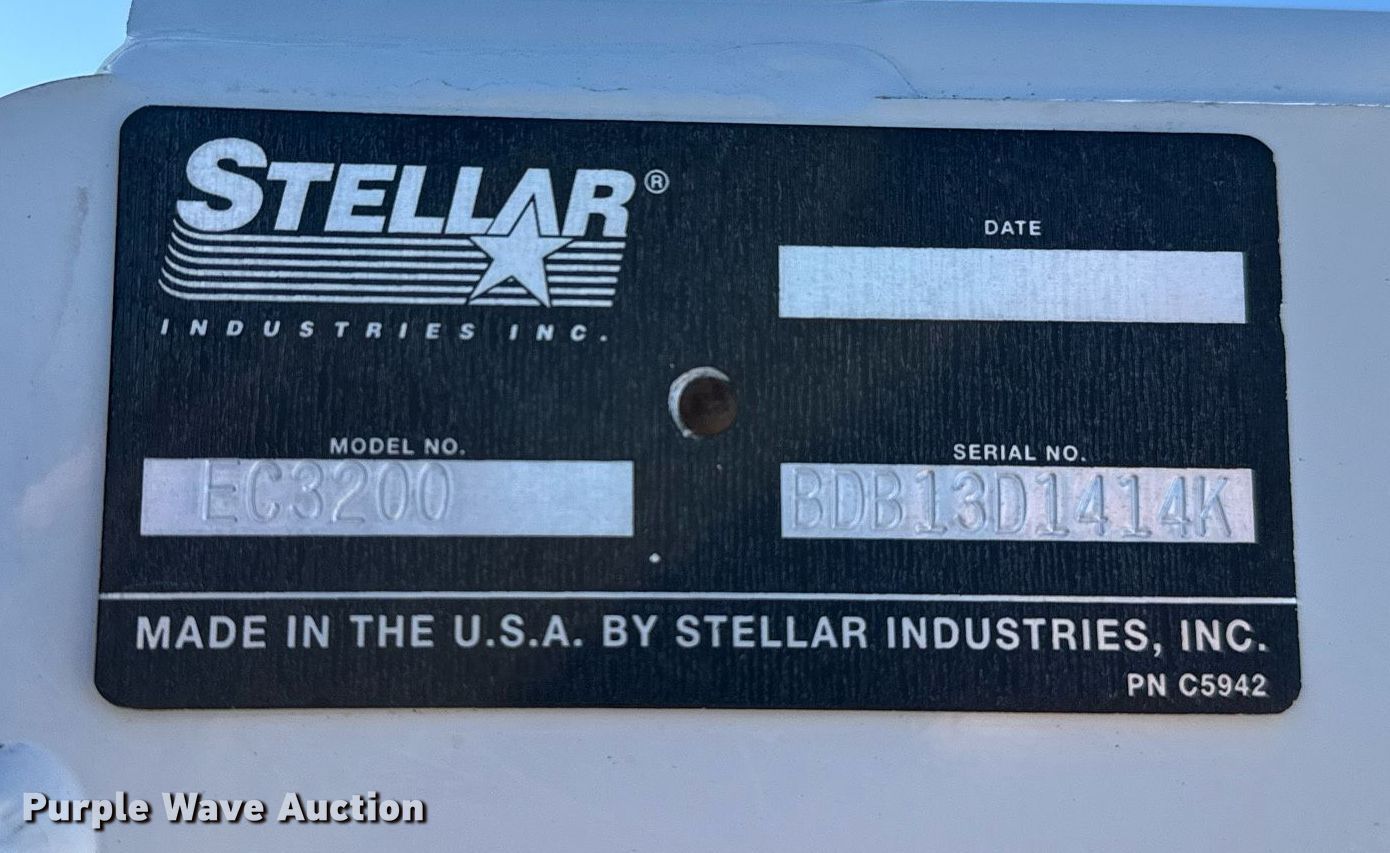 STELLAR®
INDUSTRIES INC.
DATE
MODEL NO.
EC3200
SERIAL NO.
BDB13D1414K
MADE IN THE U.S.A. BY STELLAR INDUSTRIES, INC.
PN C5942
Purple Wave Auction